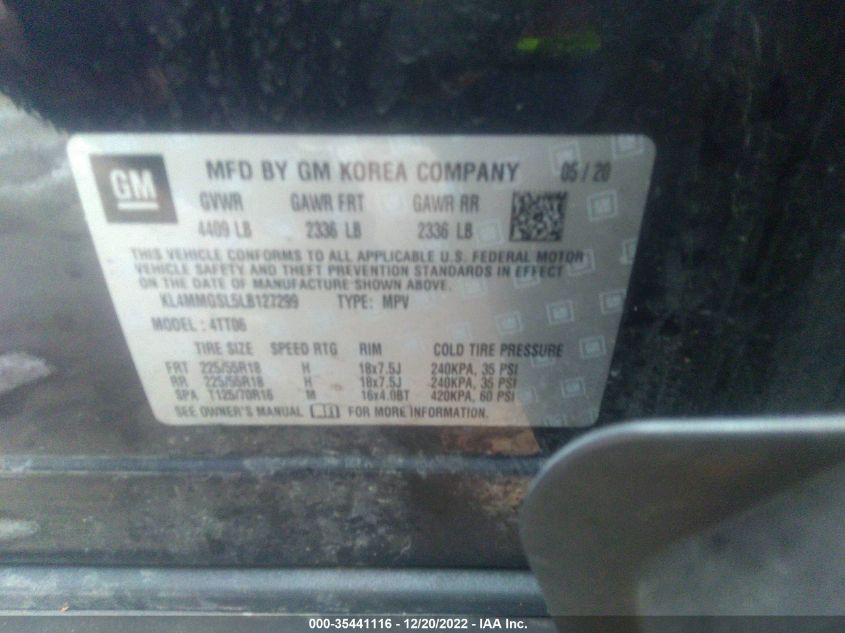 GM
MFD BY GM KOREA COMPANY 05/20
GVWR GAWR FRT GAWR RR
4409 LB 2336 LB 2336 LB
THIS VEHICLE CONFORMS TO ALL APPLICABLE U.S. FEDERAL MOTOR
VEHICLE SAFETY AND THEFT PREVENTION STANDARDS IN EFFECT
ON THE DATE OF MANUFACTURE SHOWN ABOVE.
KL4MMGSL5LB127299 TYPE: MPV
MODEL: 4TT06
TIRE SIZE SPEED RTG RIM COLD TIRE PRESSURE
FRT 225/55R18 H 18x7.5J 240KPA, 35 PSI
RR 225/55R18 H 18x7.5J 240KPA, 35 PSI
SPA T125/70R16 M 16x4.0BT 420KPA, 60 PSI
SEE OWNER'S MANUAL FOR MORE INFORMATION.
000-35441116 - 12/20/2022 - IAA Inc.